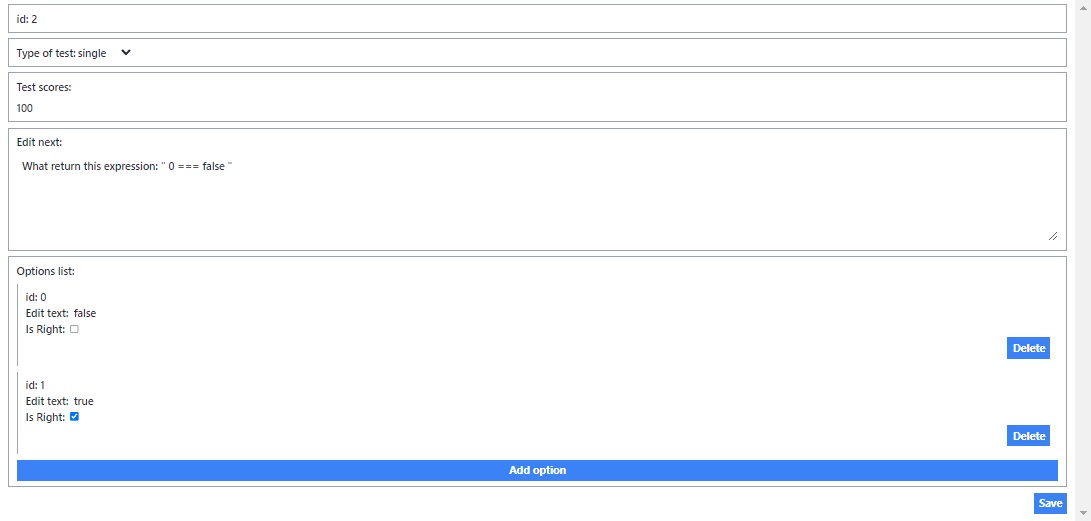 id: 2
Type of test: single
Test scores:
100
Edit next:
What return this expression: " 0 === false "
Options list:
id: 0
Edit text: false
Is Right:
Delete
id: 1
Edit text: true
Is Right:
Delete
Add option
Save